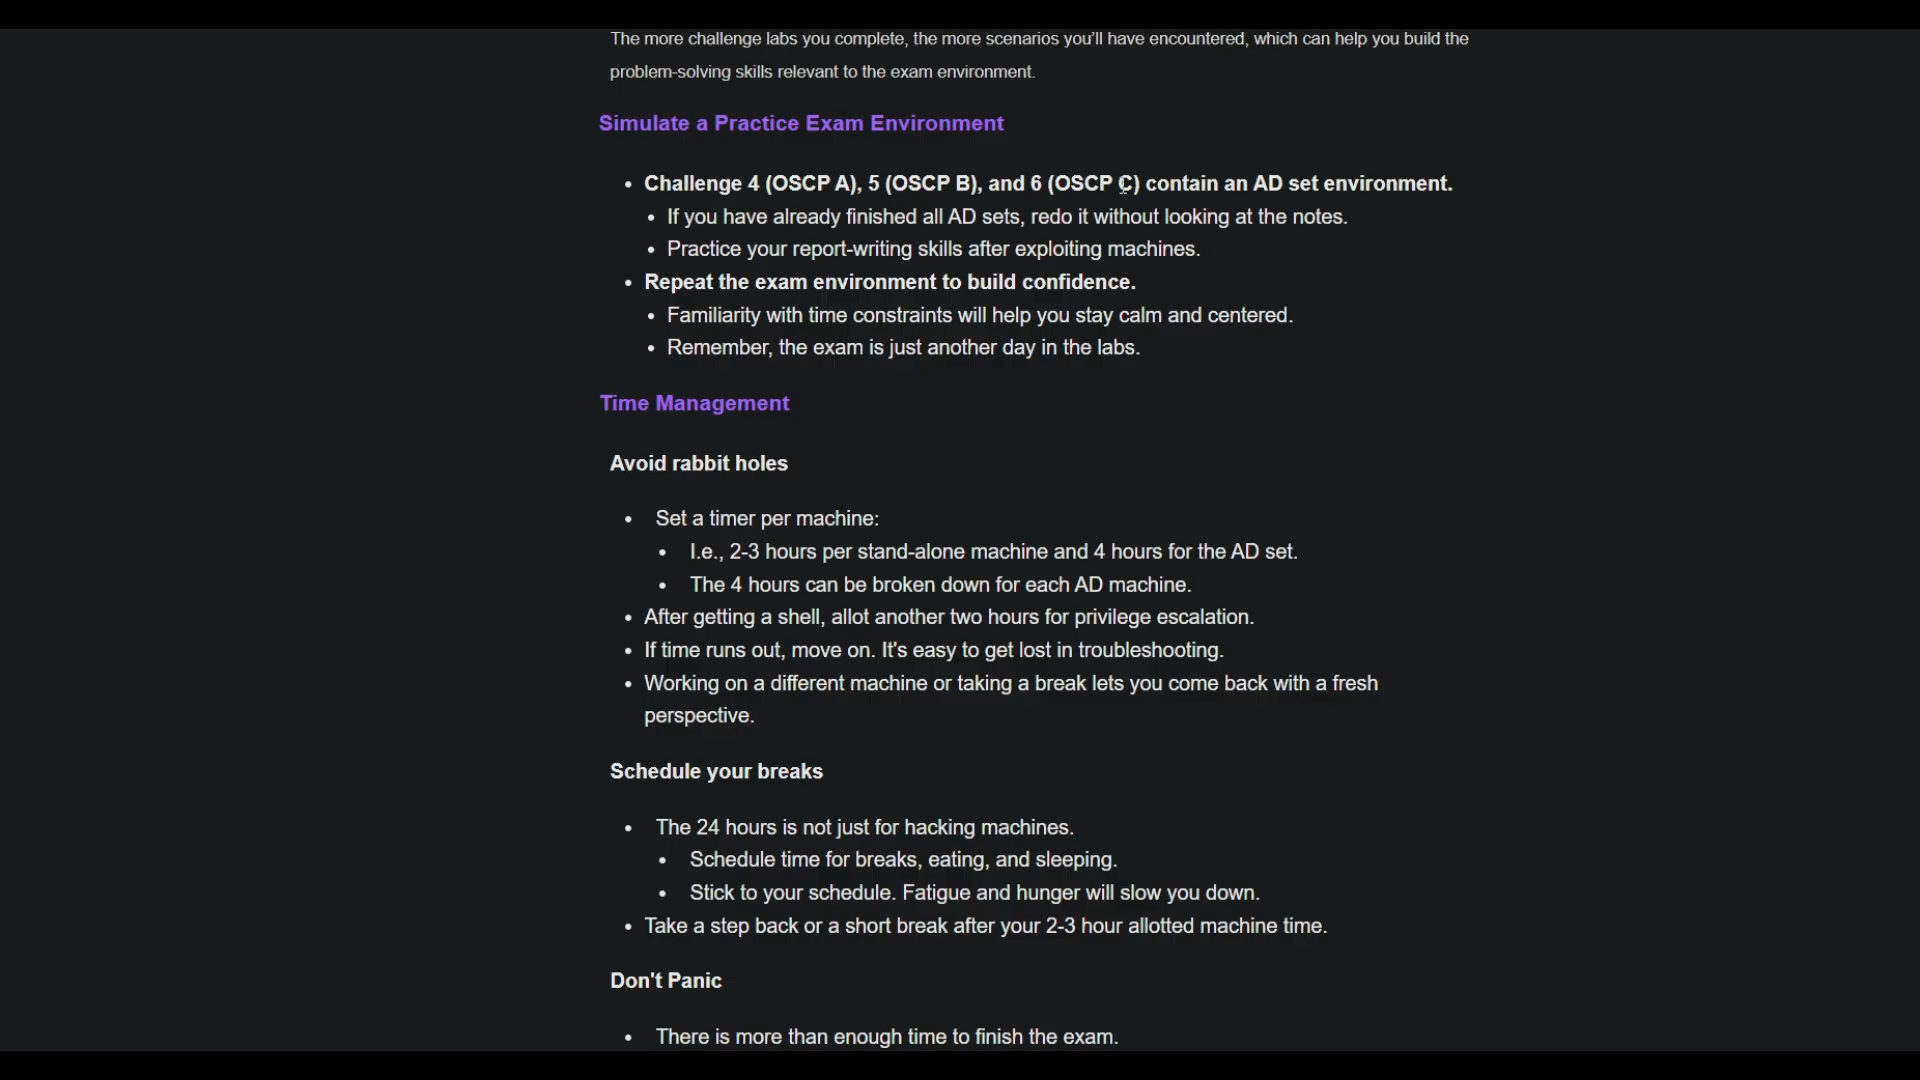 The more challenge labs you complete, the more scenarios you'll have encountered, which can help you build the
problem-solving skills relevant to the exam environment.
Simulate a Practice Exam Environment
• Challenge 4 (OSCP A), 5 (OSCP B), and 6 (OSCP C) contain an AD set environment.
• If you have already finished all AD sets, redo it without looking at the notes.
• Practice your report-writing skills after exploiting machines.
• Repeat the exam environment to build confidence.
• Familiarity with time constraints will help you stay calm and centered.
• Remember, the exam is just another day in the labs.
Time Management
Avoid rabbit holes
• Set a timer per machine:
• I.e., 2-3 hours per stand-alone machine and 4 hours for the AD set.
• The 4 hours can be broken down for each AD machine.
• After getting a shell, allot another two hours for privilege escalation.
• If time runs out, move on. It's easy to get lost in troubleshooting.
• Working on a different machine or taking a break lets you come back with a fresh
perspective.
Schedule your breaks
• The 24 hours is not just for hacking machines.
• Schedule time for breaks, eating, and sleeping.
• Stick to your schedule. Fatigue and hunger will slow you down.
• Take a step back or a short break after your 2-3 hour allotted machine time.
Don't Panic
• There is more than enough time to finish the exam.